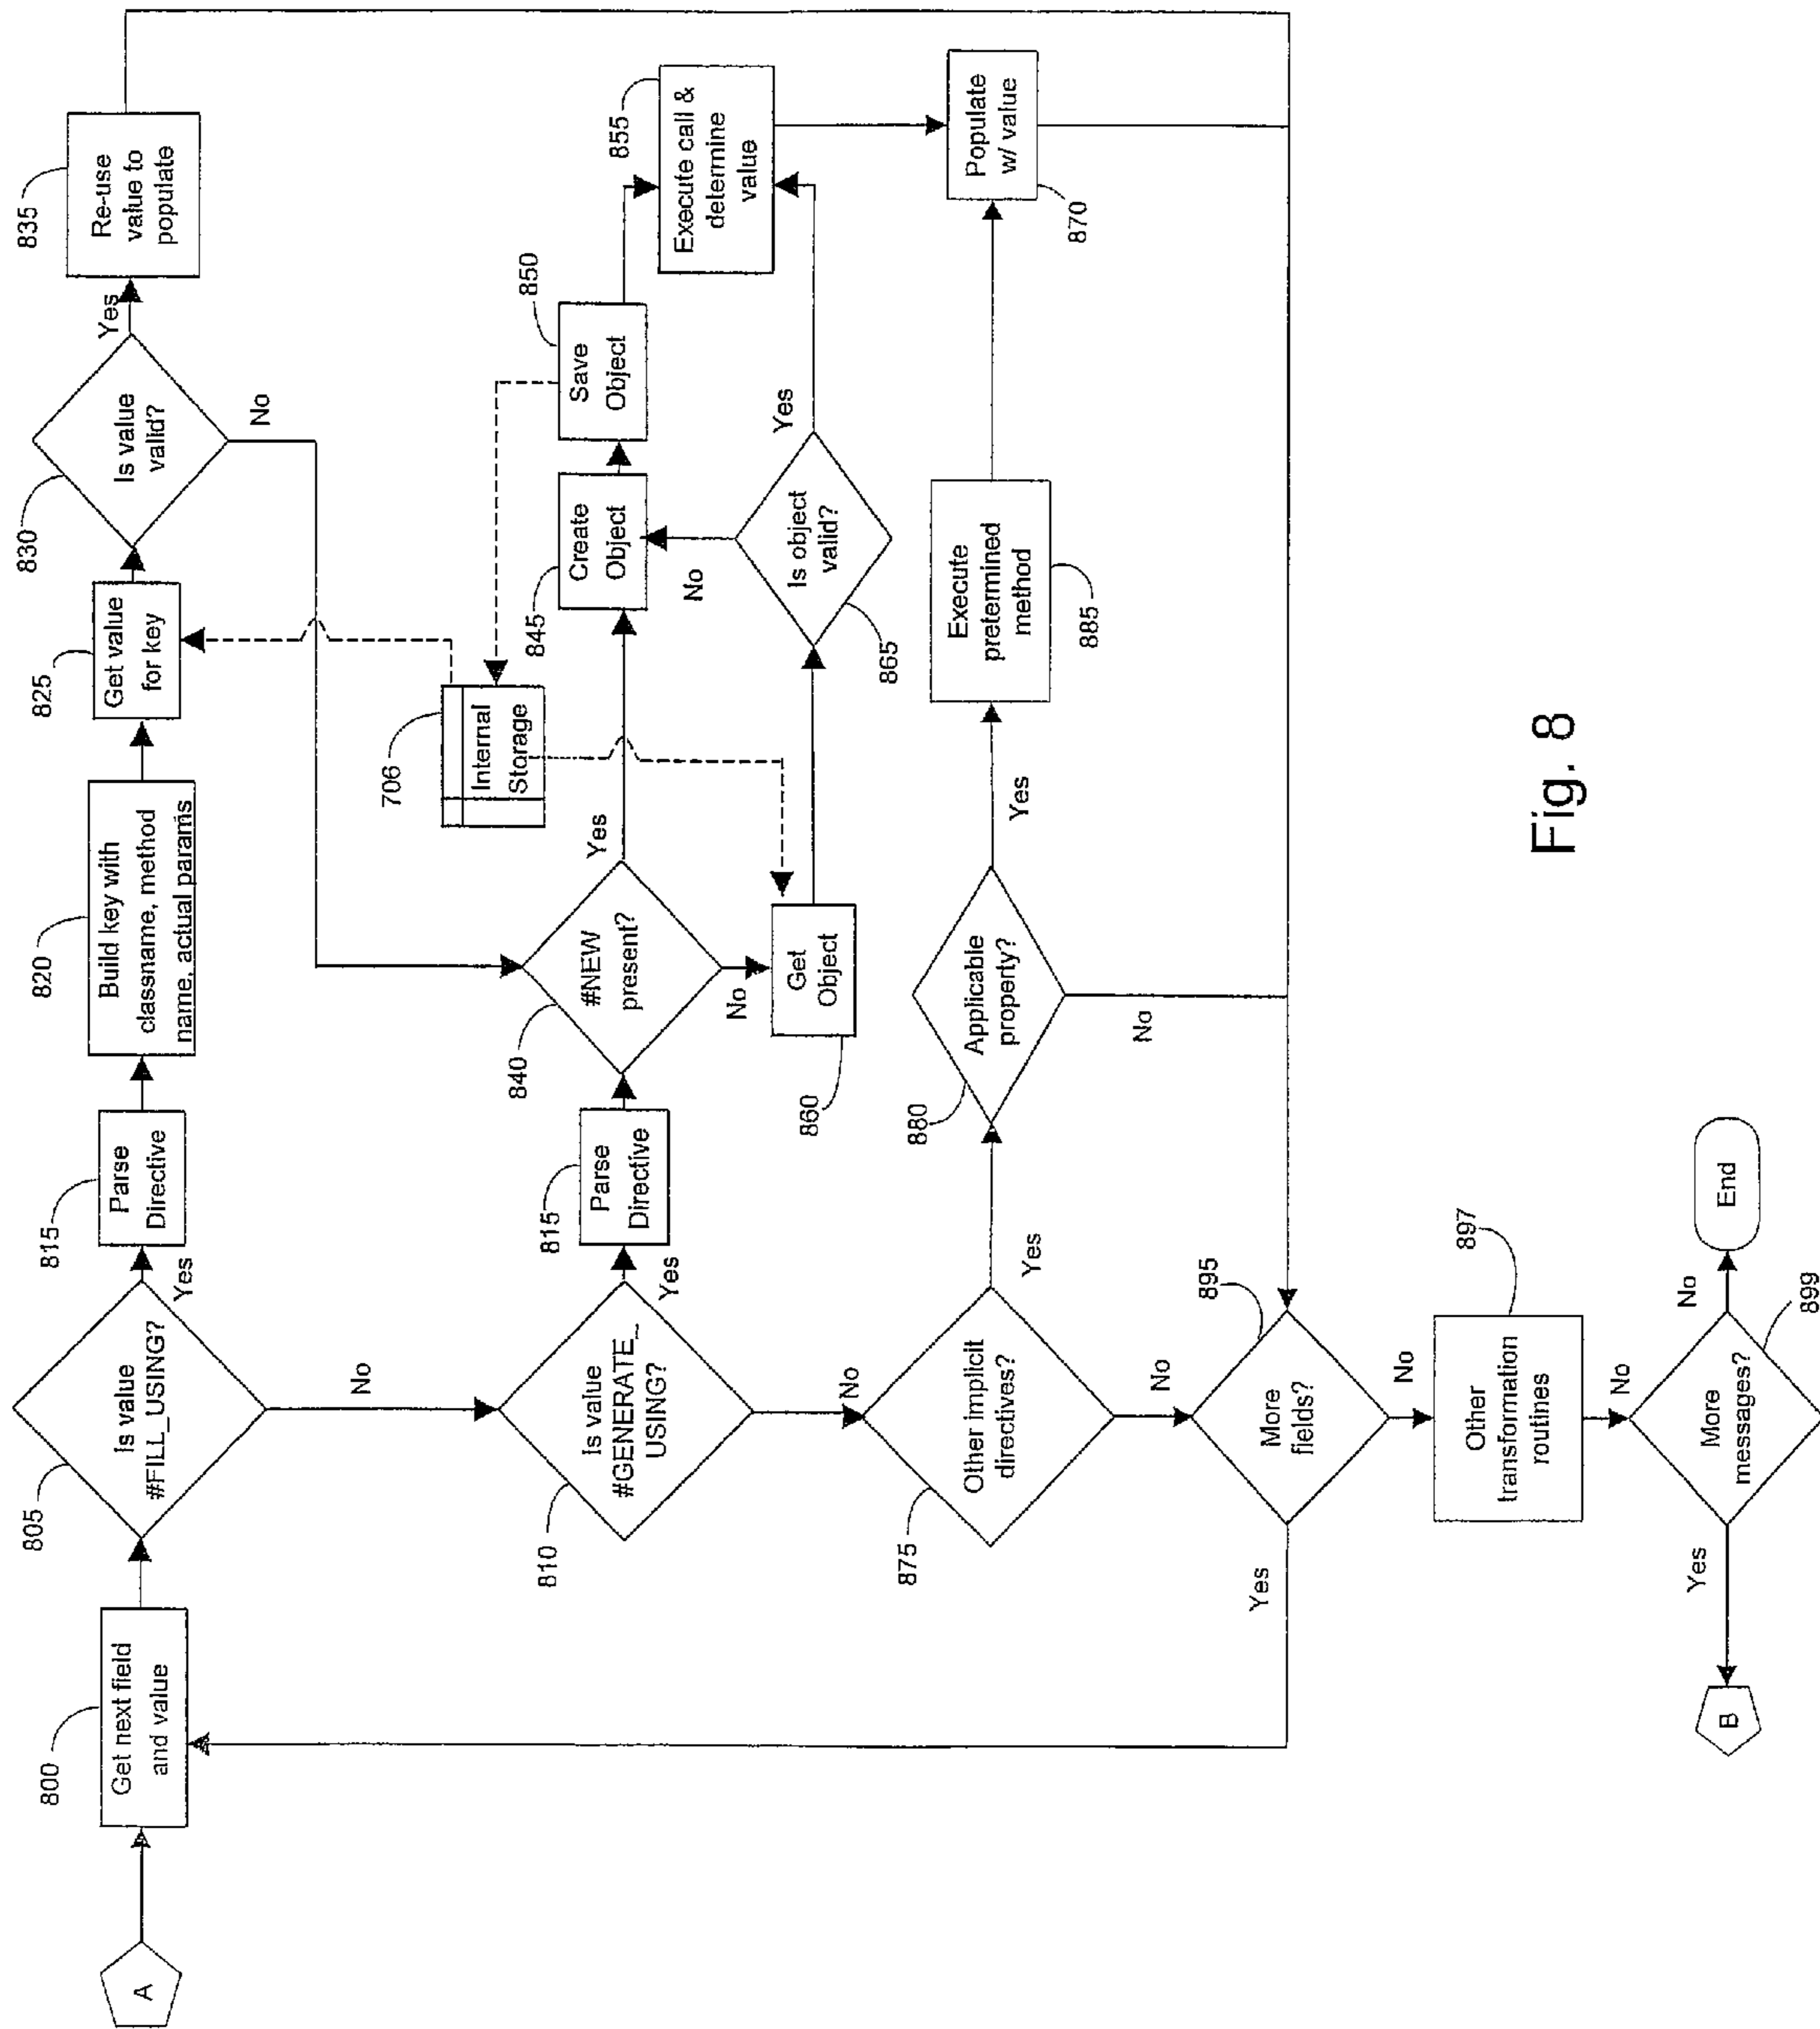 A
800
Get next field
and value
805
Is value
#FILL_USING?
Yes
No
815
Parse
Directive
820
Build key with
classname, method
name, actual params
825
Get value
for key
830
Is value
valid?
Yes
No
835
Re-use
value to
populate
810
Is value
#GENERATE_
USING?
Yes
No
815
Parse
Directive
840
#NEW
present?
Yes
No
706
Internal
Storage
845
Create
Object
850
Save
Object
855
Execute call &
determine
value
860
Get
Object
865
Is object
valid?
No
Yes
870
Populate
w/ value
875
Other implicit
directives?
Yes
No
880
Applicable
property?
Yes
No
885
Execute
pretermined
method
895
More
fields?
Yes
No
897
Other
transformation
routines
No
899
More
messages?
Yes
No
B
End
Fig. 8